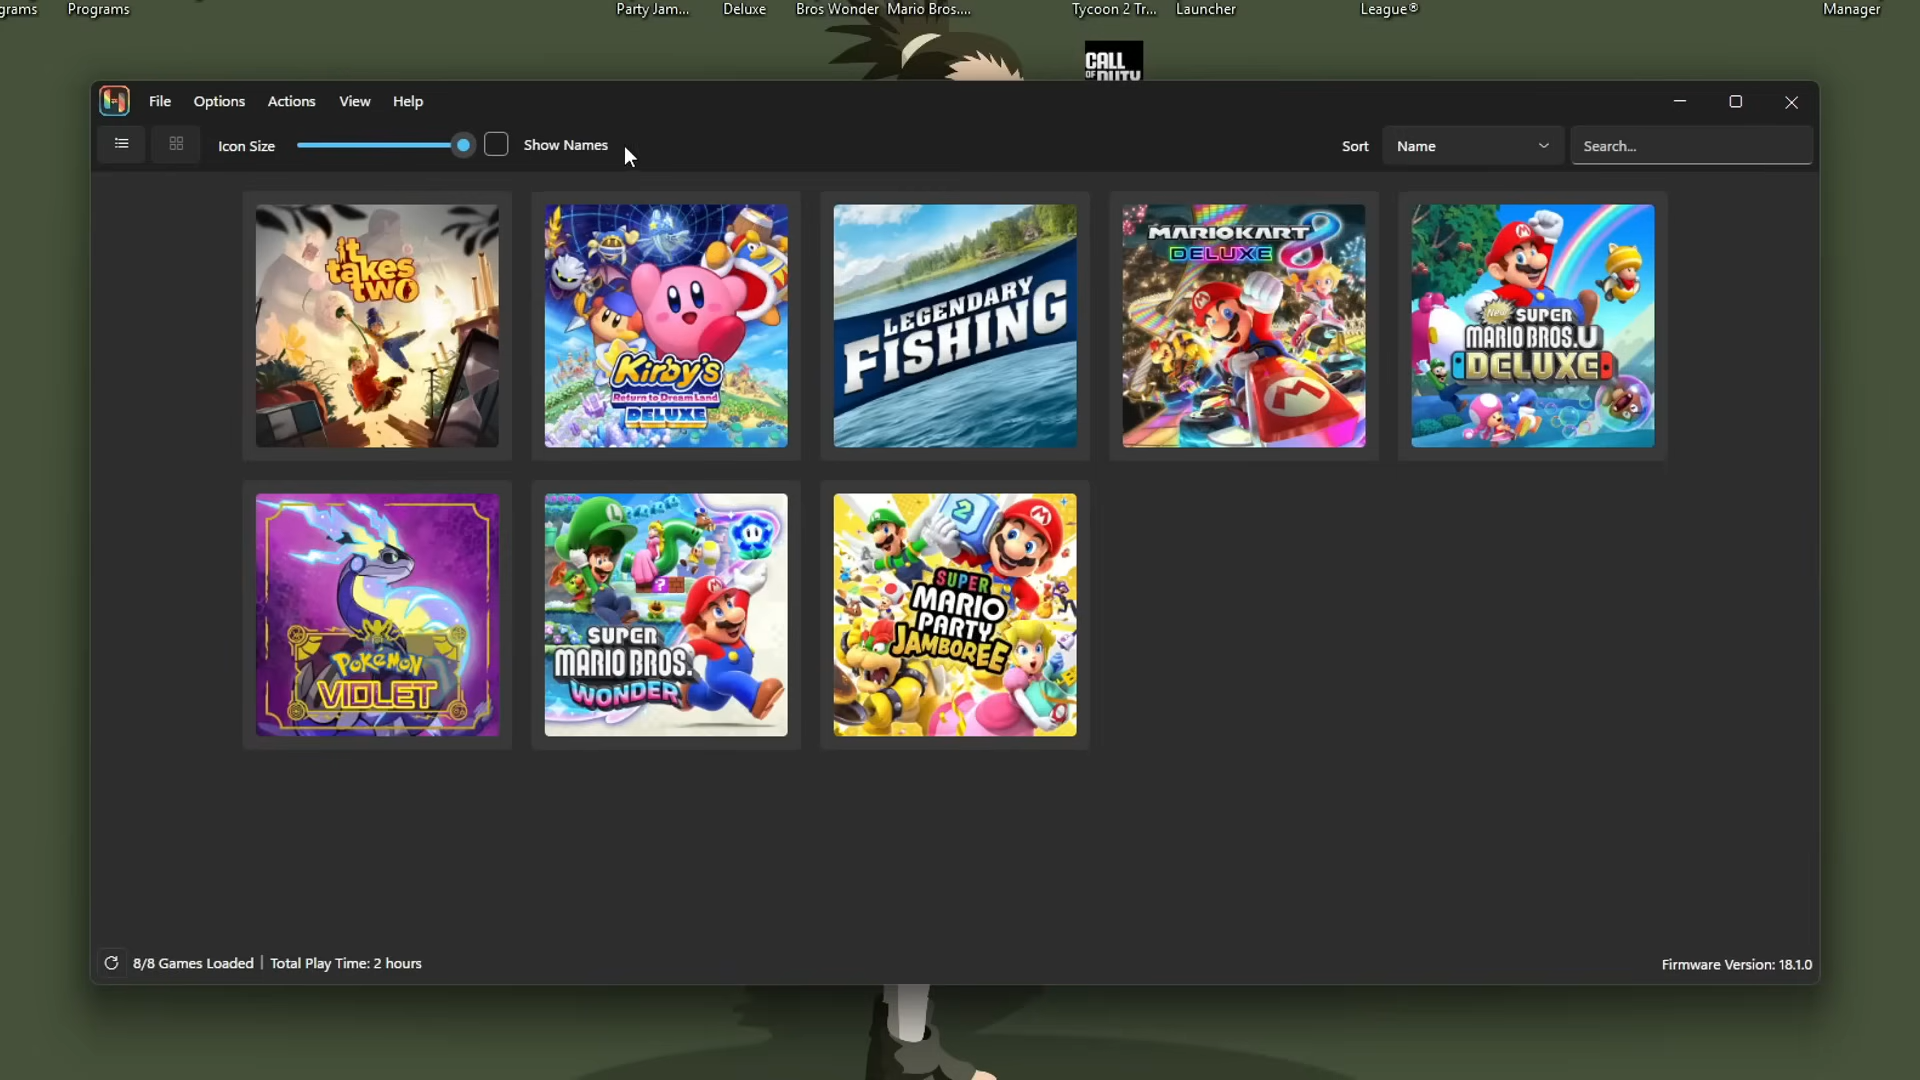 grams
Programs
Party Jam...
Deluxe
Bros Wonder
Mario Bros....
Tycoon 2 Tr...
Launcher
League®
Manager
CALL
OF DUTY
File
Options
Actions
View
Help
Icon Size
Show Names
Sort
Name
Search...
it
takes
two
Kirby's
Return to Dream Land
DELUXE
LEGENDARY
FISHING
MARIOKART 8
DELUXE
New SUPER
MARIO BROS. U
DELUXE
POKéMON
VIOLET
SUPER
MARIO BROS.
WONDER
2
SUPER
MARIO
PARTY
JAMBOREE
8/8 Games Loaded | Total Play Time: 2 hours
Firmware Version: 18.1.0